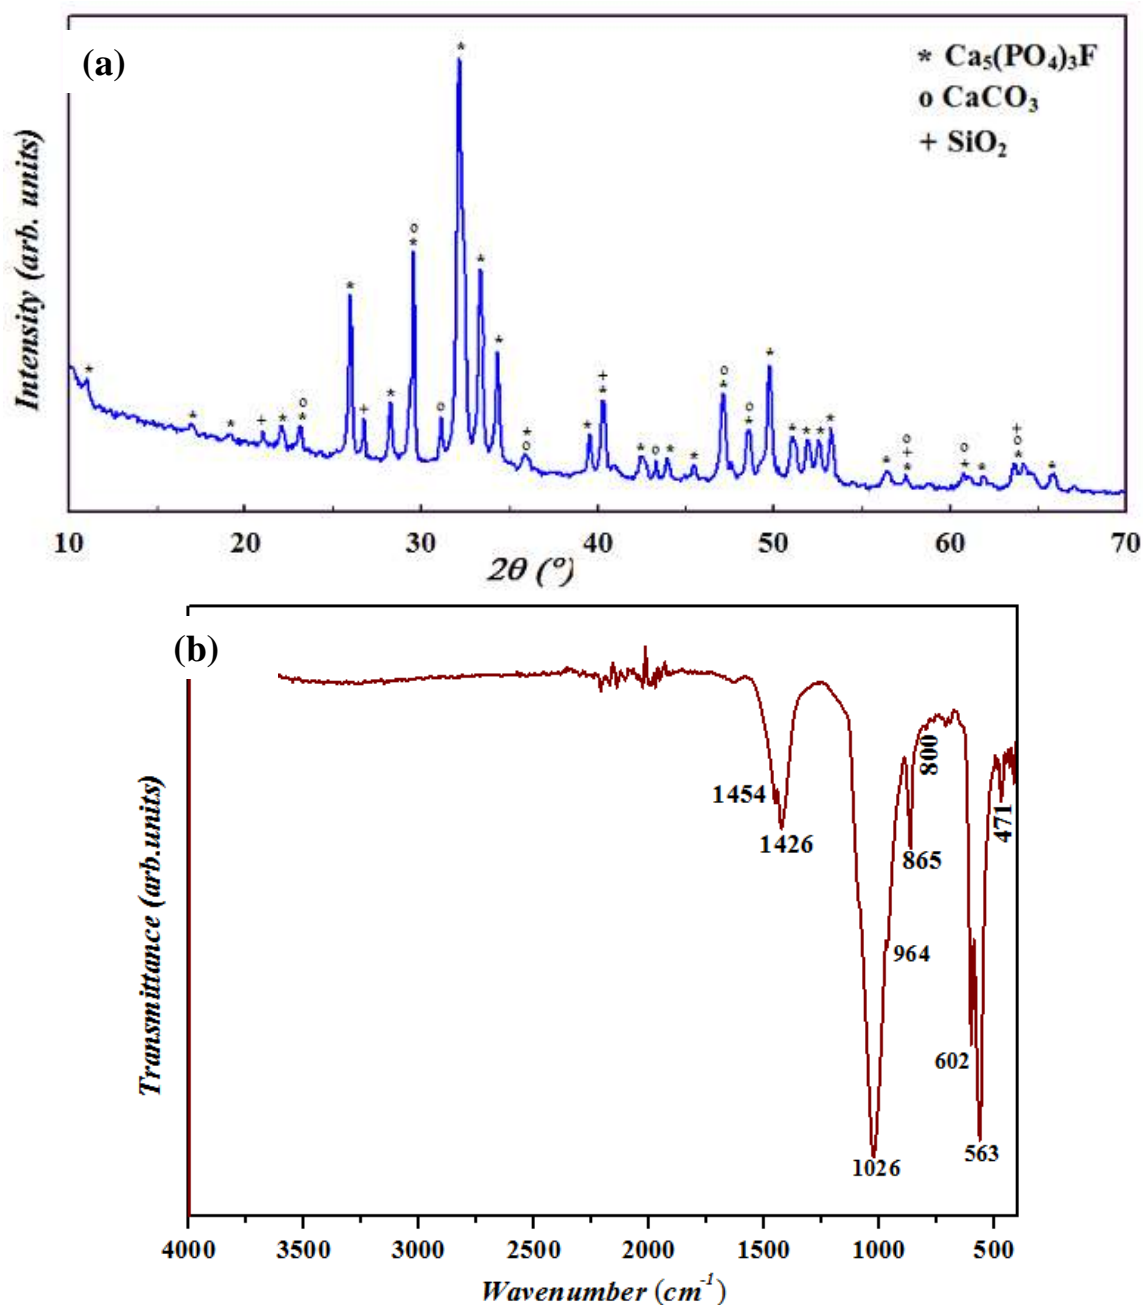 (a)
* Ca₅(PO₄)₃F
o CaCO₃
+ SiO₂
Intensity (arb. units)
10 20 30 40 50 60 70
2θ (°)
(b)
1454
1426
1026
964
865
800
602
563
471
Transmittance (arb.units)
4000 3500 3000 2500 2000 1500 1000 500
Wavenumber (cm⁻¹)